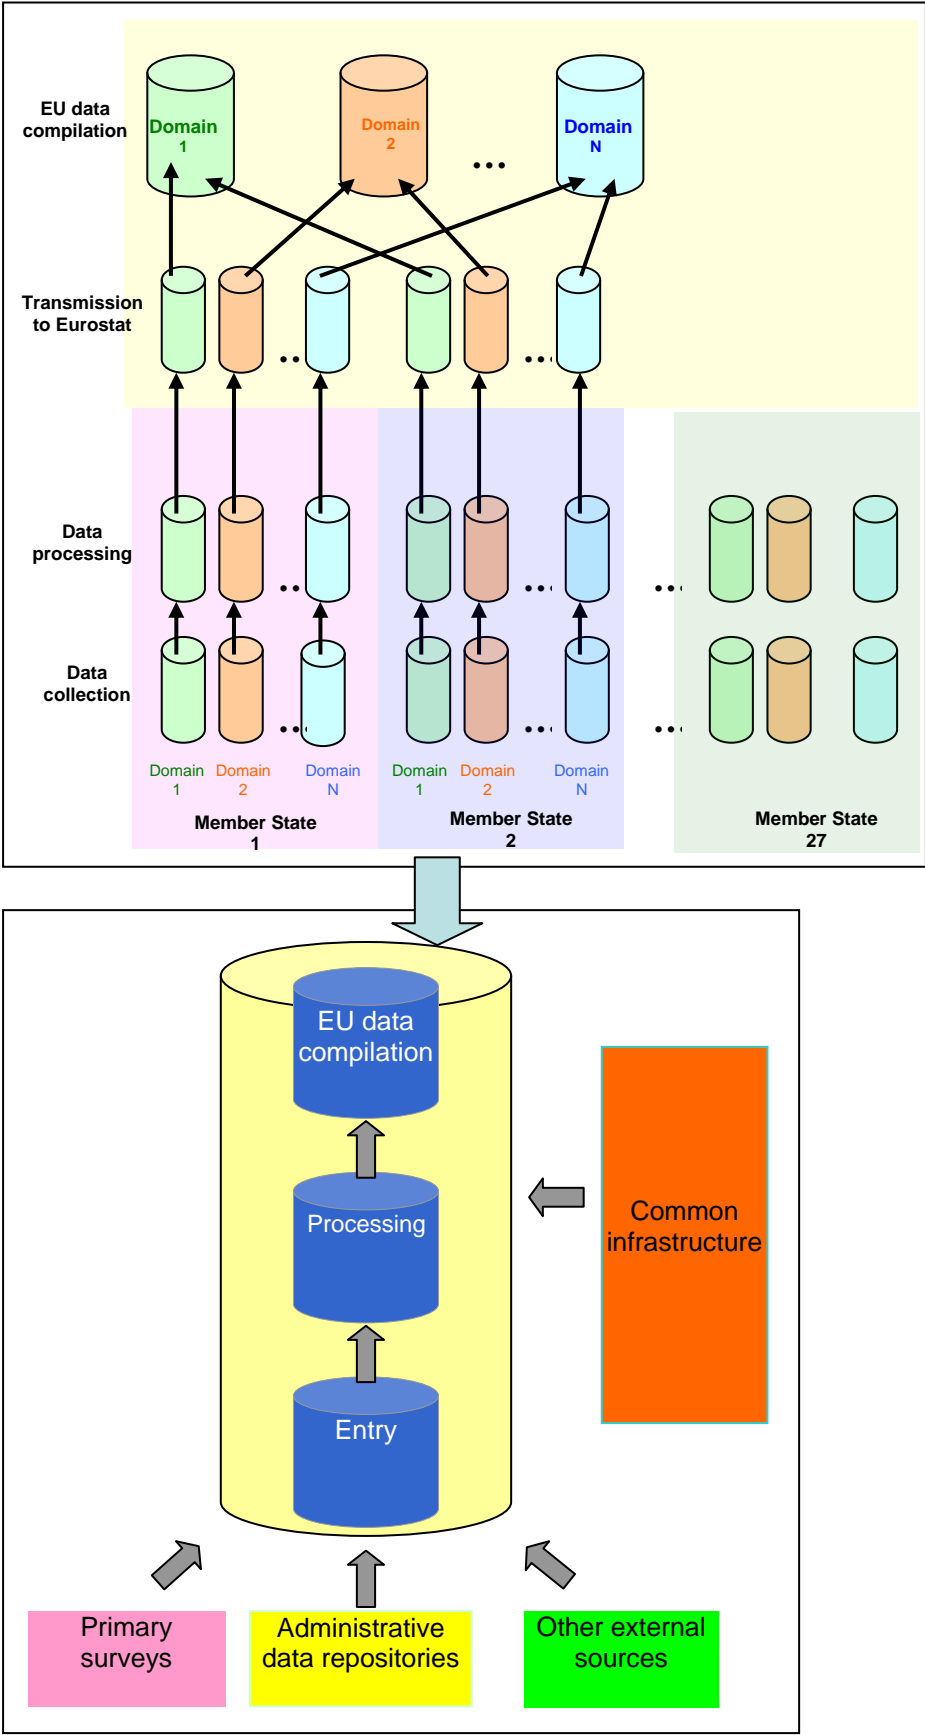 EU data
compilation
Domain
1
Domain
2
...
Domain
N
Transmission
to Eurostat
...
...
Data
processing
...
...
...
Data
collection
...
...
...
Domain
1
Domain
2
Domain
N
Domain
1
Domain
2
Domain
N
Member State
1
Member State
2
Member State
27
EU data
compilation
Processing
Entry
Common
infrastructure
Primary
surveys
Administrative
data repositories
Other external
sources